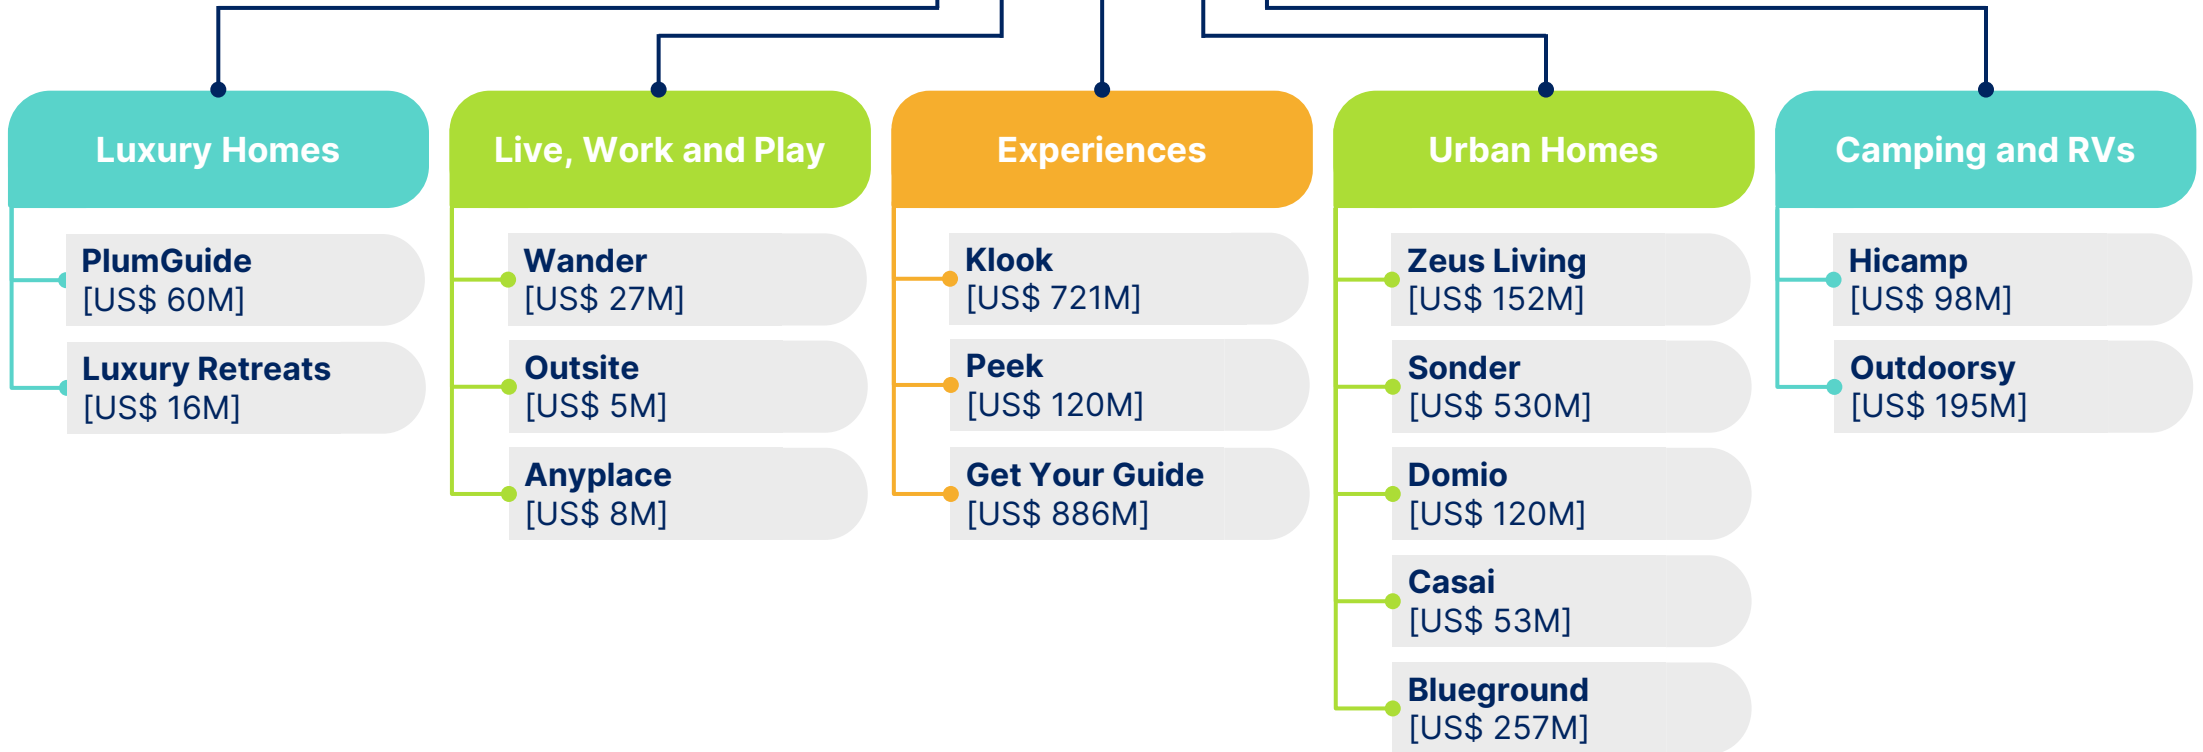 Luxury Homes
PlumGuide
[US$ 60M]
Luxury Retreats
[US$ 16M]
Live, Work and Play
Wander
[US$ 27M]
Outsite
[US$ 5M]
Anyplace
[US$ 8M]
Experiences
Klook
[US$ 721M]
Peek
[US$ 120M]
Get Your Guide
[US$ 886M]
Urban Homes
Zeus Living
[US$ 152M]
Sonder
[US$ 530M]
Domio
[US$ 120M]
Casai
[US$ 53M]
Blueground
[US$ 257M]
Camping and RVs
Hicamp
[US$ 98M]
Outdoorsy
[US$ 195M]